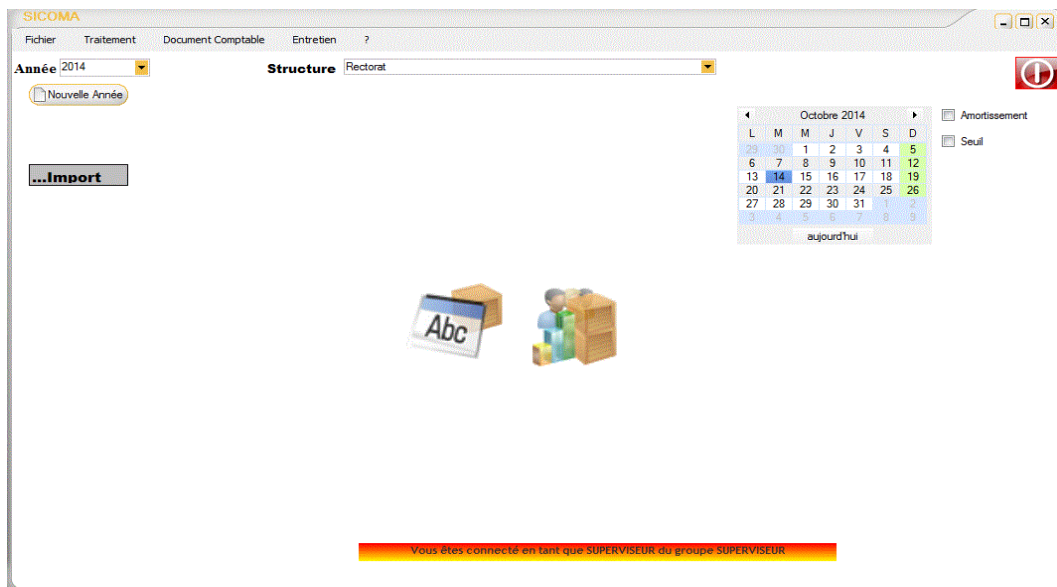 SICOMA
Fichier Traitement Document Comptable Entretien ?
Année 2014 Structure Rectorat
Nouvelle Année
Octobre 2014 Amortissement
L M M J V S D
Seuil
29 30 1 2 3 4 5
6 7 8 9 10 11 12
...Import
13 14 15 16 17 18 19
20 21 22 23 24 25 26
27 28 29 30 31 1 2
3 4 5 6 7 8 9
aujourd'hui
Abc
Vous êtes connecté en tant que SUPERVISEUR du groupe SUPERVISEUR